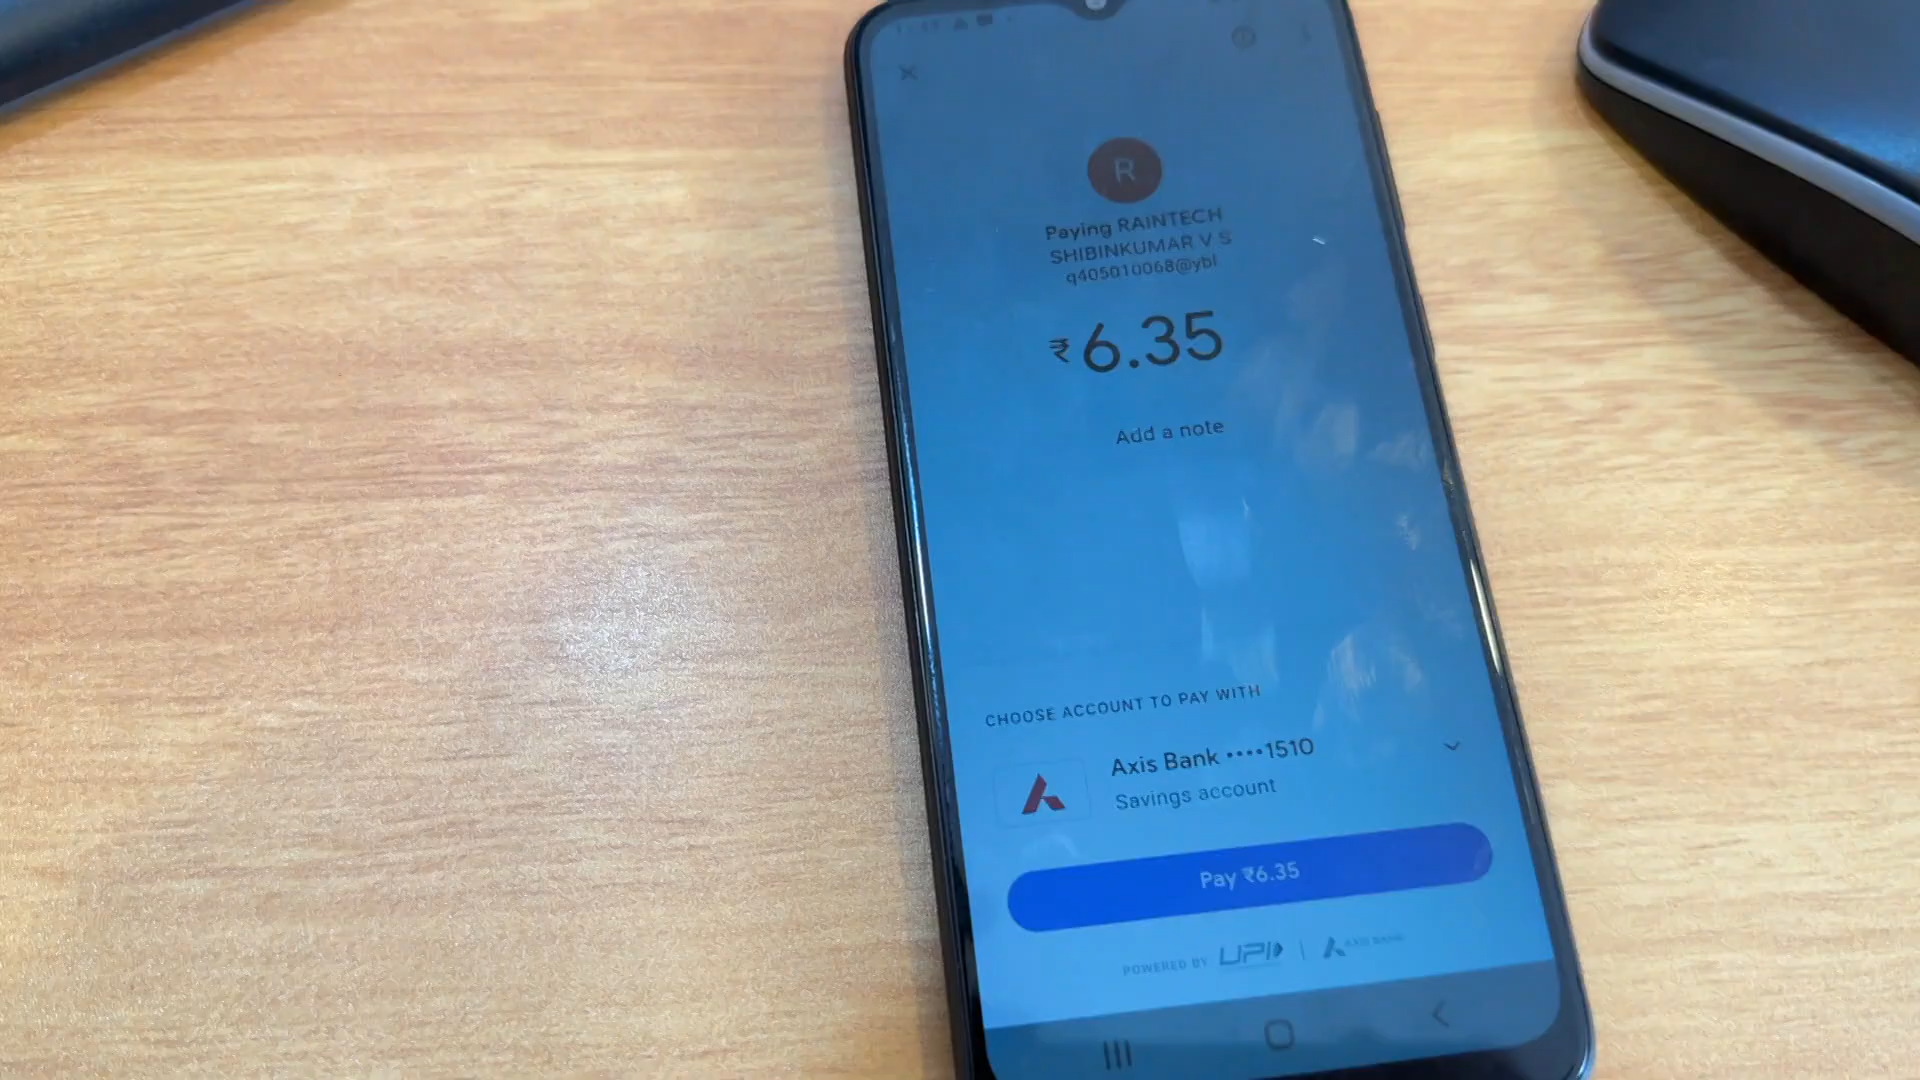 R
Paying RAINTECH
SHIBINKUMAR V S
q405010068@ybl
₹6.35
Add a note
CHOOSE ACCOUNT TO PAY WITH
Axis Bank ••••1510
Savings account
Pay ₹6.35
POWERED BY UPI | AXIS BANK